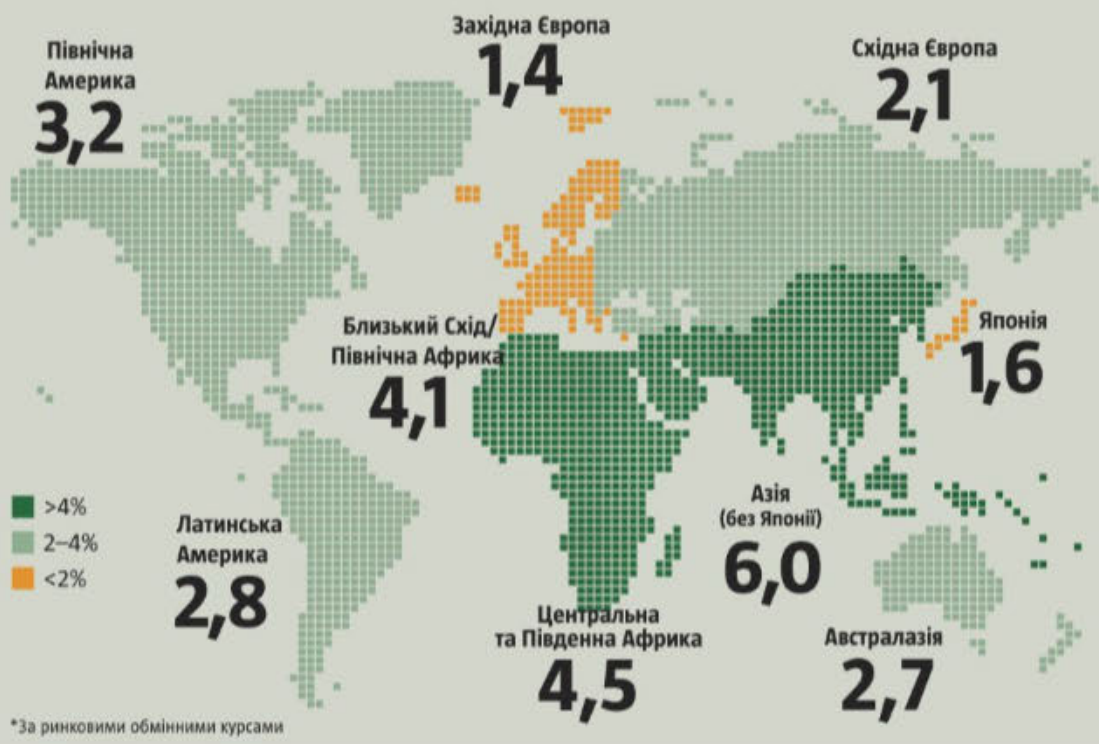 Північна
Америка
3,2
Західна Європа
1,4
Східна Європа
2,1
Близький Схід/
Північна Африка
4,1
Японія
1,6
>4%
2–4%
<2%
Латинська
Америка
2,8
Азія
(без Японії)
6,0
Центральна
та Південна Африка
4,5
Австралазія
2,7
*За ринковими обмінними курсами